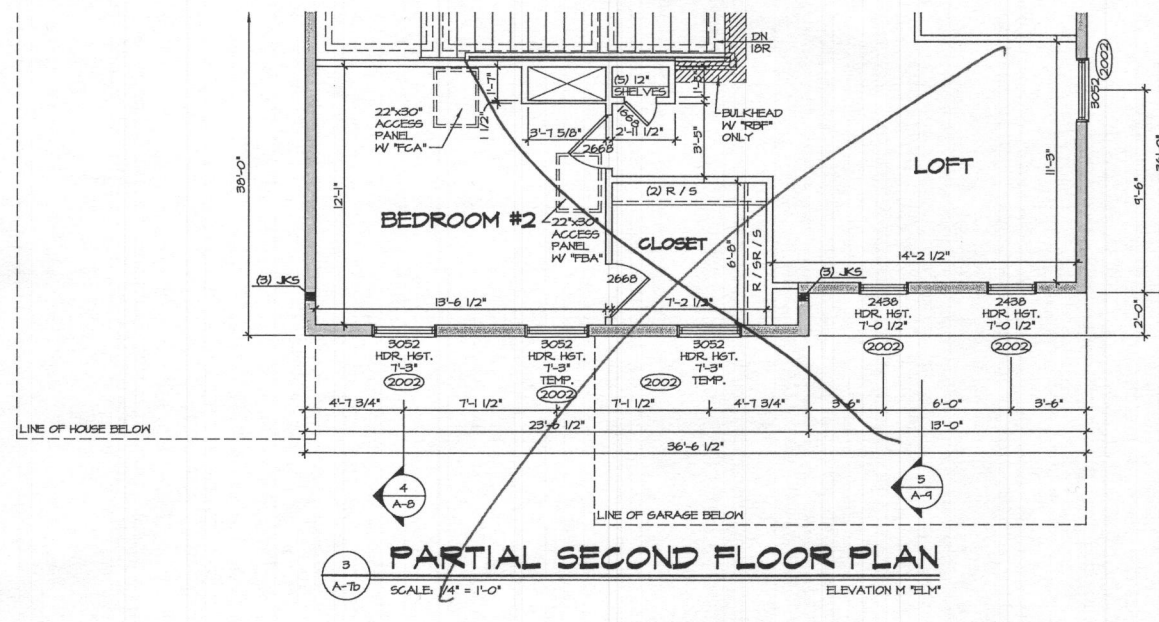 DN
18R
(5) 12"
SHELVES
1'-7"
1'-5"
22"x30"
ACCESS
PANEL
W/ "FCA"
1 1/2"
1668
BULKHEAD
W/ "RBF"
ONLY
3'-7 5/8"
2'-11 1/2"
3'-5"
2668
2002
3052
38'-0"
12'-1"
LOFT
11'-3"
9'-6"
(2) R / S
BEDROOM #2
22"x30"
ACCESS
PANEL
W/ "FBA"
CLOSET
6'-8"
R / S
R / S
14'-2 1/2"
(3) JKS
2668
(3) JKS
13'-6 1/2"
7'-2 1/2"
2'-0"
3052
HDR. HGT.
7'-3"
2002
3052
HDR. HGT.
7'-3"
TEMP.
2002
3052
HDR. HGT.
7'-3"
TEMP.
2002
2438
HDR. HGT.
7'-0 1/2"
2002
2438
HDR. HGT.
7'-0 1/2"
2002
4'-7 3/4"
7'-1 1/2"
7'-1 1/2"
4'-7 3/4"
3'-6"
6'-0"
3'-6"
LINE OF HOUSE BELOW
23'-6 1/2"
13'-0"
36'-6 1/2"
4
A-8
5
A-9
LINE OF GARAGE BELOW
3
A-7b
PARTIAL SECOND FLOOR PLAN
SCALE: 1/4" = 1'-0"
ELEVATION M "ELM"